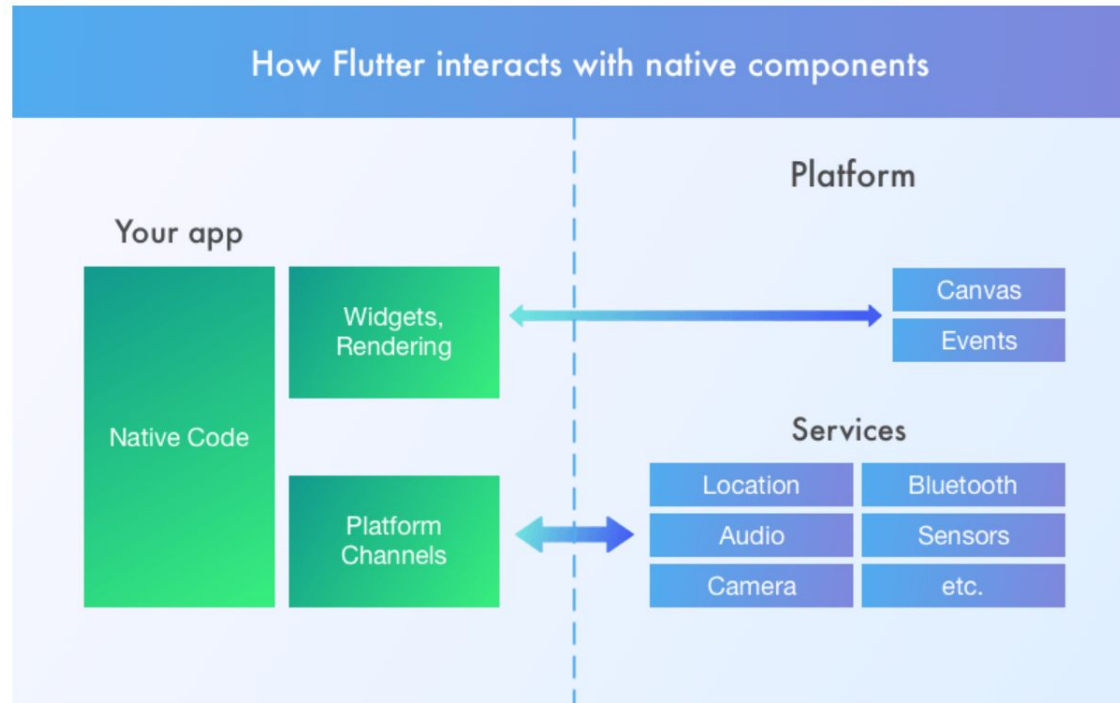 How Flutter interacts with native components
Your app
Native Code
Widgets,
Rendering
Platform
Channels
Platform
Canvas
Events
Services
Location
Bluetooth
Audio
Sensors
Camera
etc.